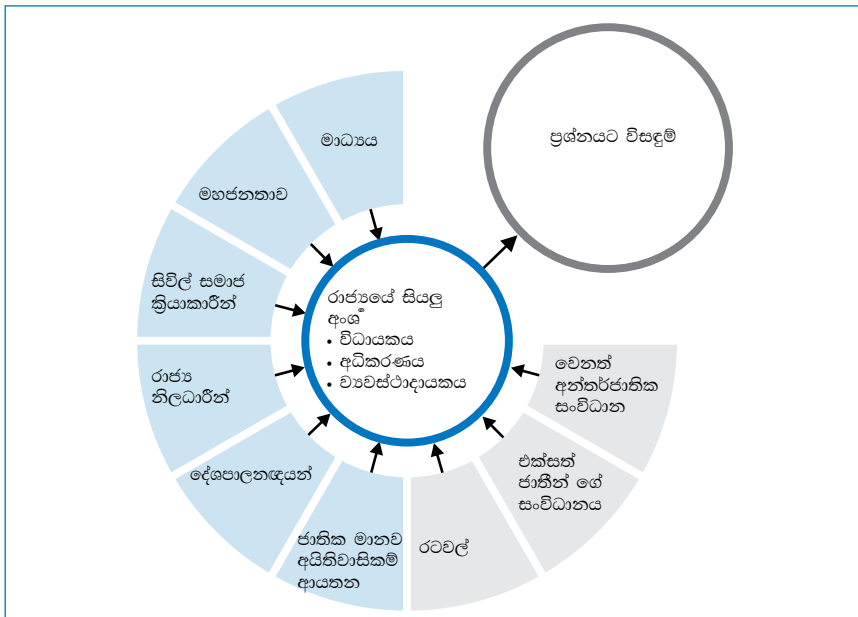 මාධ්‍යය
ප්‍රශ්නයට විසඳුම්
මහජනතාව
සිවිල් සමාජ
ක්‍රියාකාරීන්
රාජ්‍යයේ සියලු
අංශ
• විධායකය
• අධිකරණය
• ව්‍යවස්ථාදායකය
රාජ්‍ය
නිලධාරීන්
වෙනත්
අන්තර්ජාතික
සංවිධාන
දේශපාලනඥයන්
එක්සත්
ජාතීන් ගේ
සංවිධානය
ජාතික මානව
අයිතිවාසිකම්
ආයතන
රටවල්